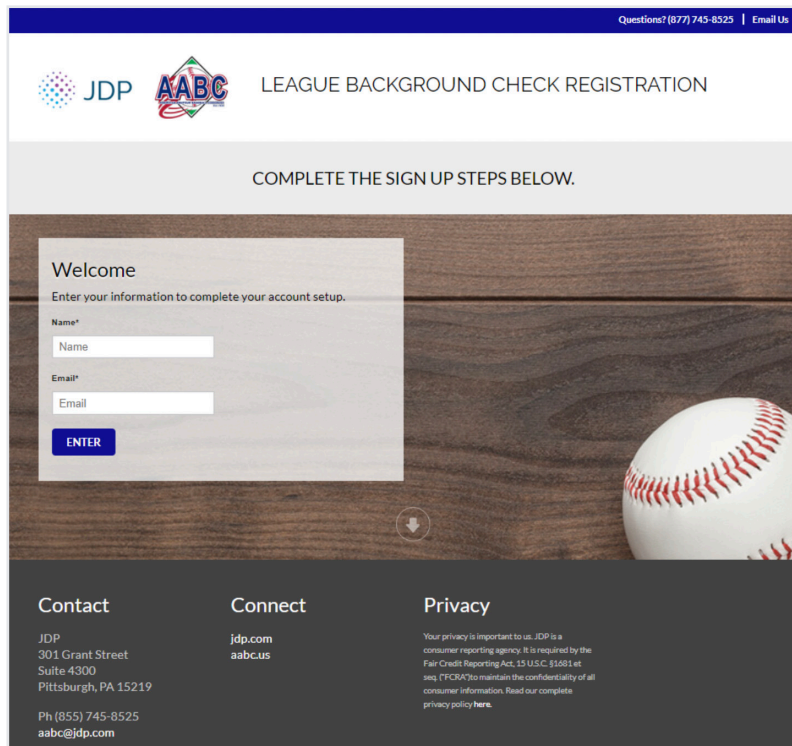 Questions? (877) 745-8525 | Email Us
JDP
AABC
LEAGUE BACKGROUND CHECK REGISTRATION
COMPLETE THE SIGN UP STEPS BELOW.
Welcome
Enter your information to complete your account setup.
Name*
Name
Email*
Email
ENTER
Contact
JDP
301 Grant Street
Suite 4300
Pittsburgh, PA 15219
Ph (855) 745-8525
aabc@jdp.com
Connect
jdp.com
aabc.us
Privacy
Your privacy is important to us. JDP is a
consumer reporting agency. It is required by the
Fair Credit Reporting Act, 15 U.S.C. §1681 et
seq. ("FCRA")to maintain the confidentiality of all
consumer information. Read our complete
privacy policy here.